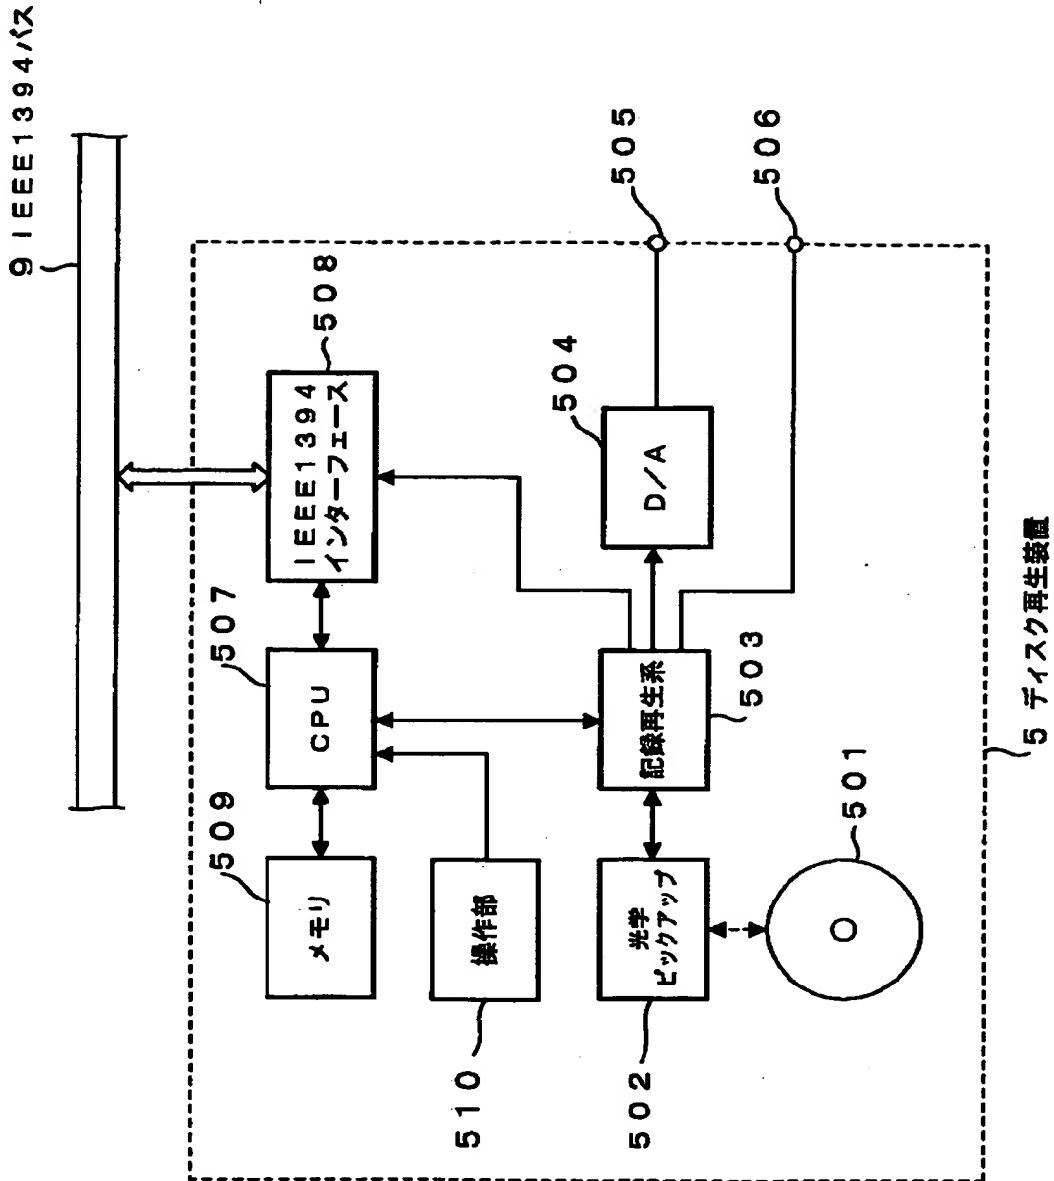 9 IEEE1394バス
508
IEEE1394
インターフェース
507
CPU
509
メモリ
操作部
510
504
D/A
505
506
記録再生系
503
光学
ピックアップ
502
501
5 ディスク再生装置